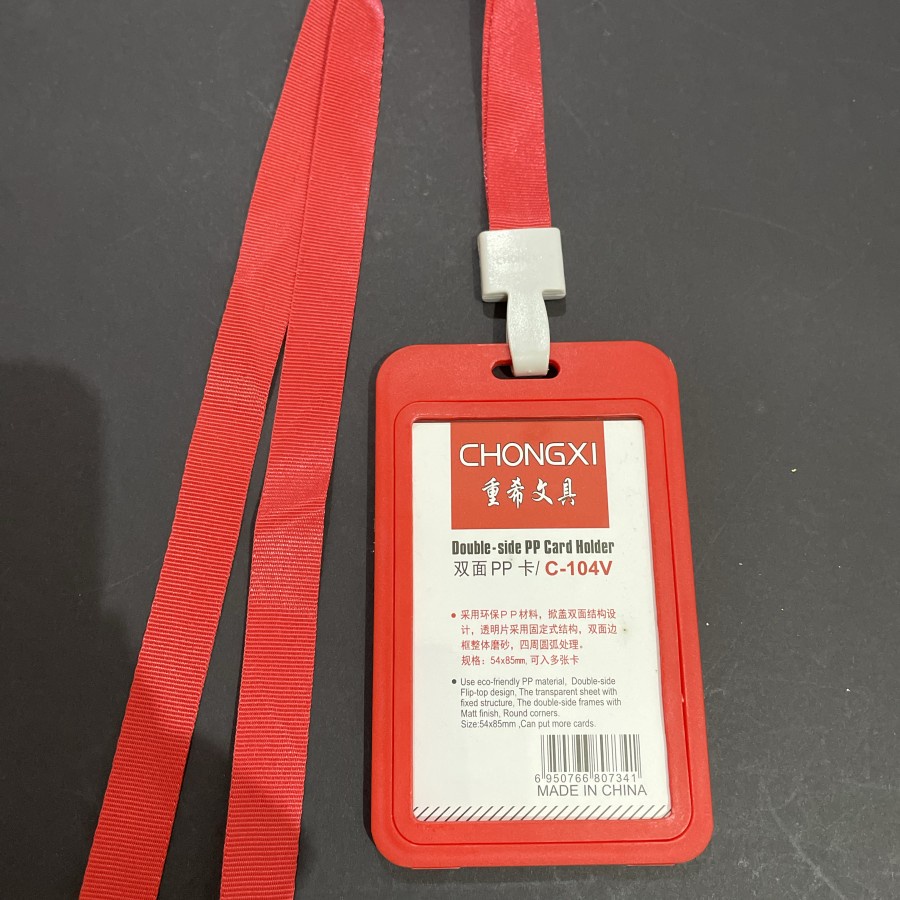 CHONGXI
CHONGXI
重希文具
Double-side PP Card Holder
双面 PP 卡/ C-104V
• 采用环保PP材料，掀盖双面结构设
计，透明片采用固定式结构，双面边
框整体磨砂，四周圆弧处理。
规格：54x85mm, 可入多张卡
• Use eco-friendly PP material, Double-side
Flip-top design, The transparent sheet with
fixed structure, The double-side frames with
Matt finish, Round corners.
Size:54x85mm ,Can put more cards.
6 950766 807341
MADE IN CHINA